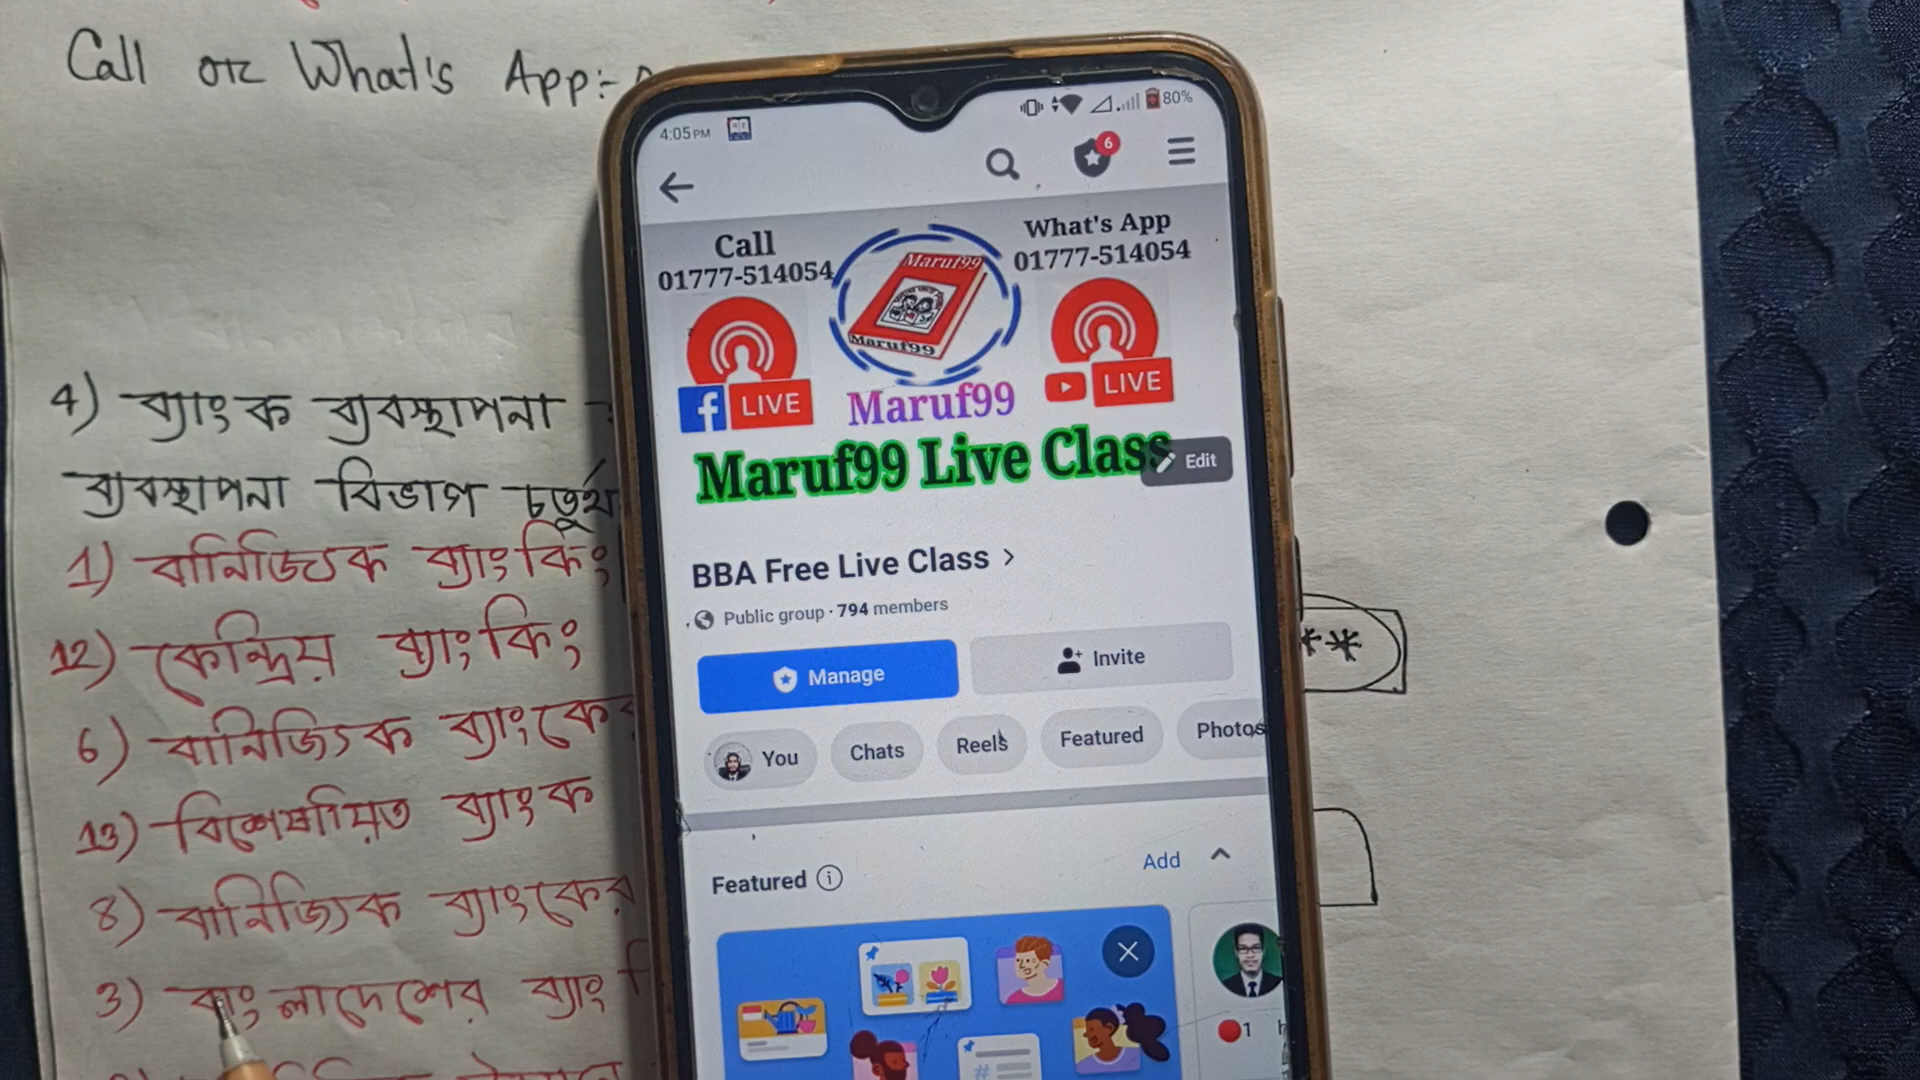 Call or What's App:-
4) ব্যাংক ব্যবস্থাপনা
ব্যবস্থাপনা বিভাগ চতুর্থ
1) বানিজ্যিক ব্যাংকিং
12) কেন্দ্রিয় ব্যাংকিং
6) বানিজ্যিক ব্যাংকের
13) বিশেষায়িত ব্যাংক
8) বানিজ্যিক ব্যাংকের
3) বাংলাদেশের
**
4:05 PM
80%
6
Call
01777-514054
What's App
01777-514054
Maruf99
Maruf99
LIVE
LIVE
Maruf99
Maruf99 Live Class
Edit
BBA Free Live Class >
Public group · 794 members
Manage
Invite
You
Chats
Reels
Featured
Photos
Featured
Add
1